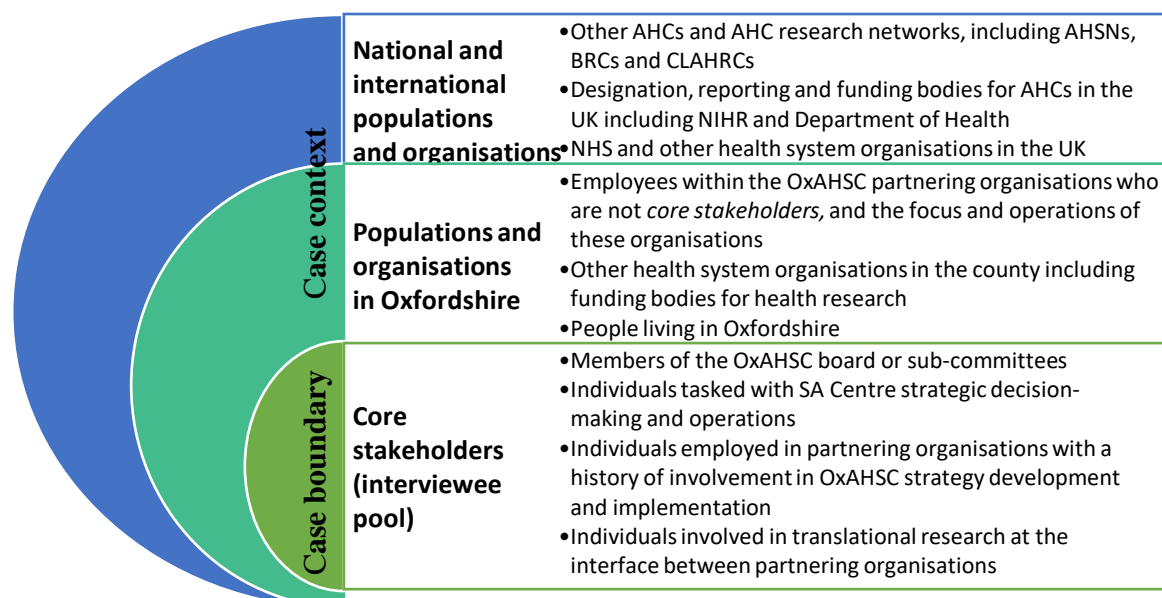 Case context
National and
international
populations
and organisations
•Other AHCs and AHC research networks, including AHSNs,
BRCs and CLAHRCs
•Designation, reporting and funding bodies for AHCs in the
UK including NIHR and Department of Health
•NHS and other health system organisations in the UK
Populations and
organisations
in Oxfordshire
•Employees within the OxAHSC partnering organisations who
are not core stakeholders, and the focus and operations of
these organisations
•Other health system organisations in the county including
funding bodies for health research
•People living in Oxfordshire
Case boundary
Core
stakeholders
(interviewee
pool)
•Members of the OxAHSC board or sub-committees
•Individuals tasked with SA Centre strategic decision-
making and operations
•Individuals employed in partnering organisations with a
history of involvement in OxAHSC strategy development
and implementation
•Individuals involved in translational research at the
interface between partnering organisations